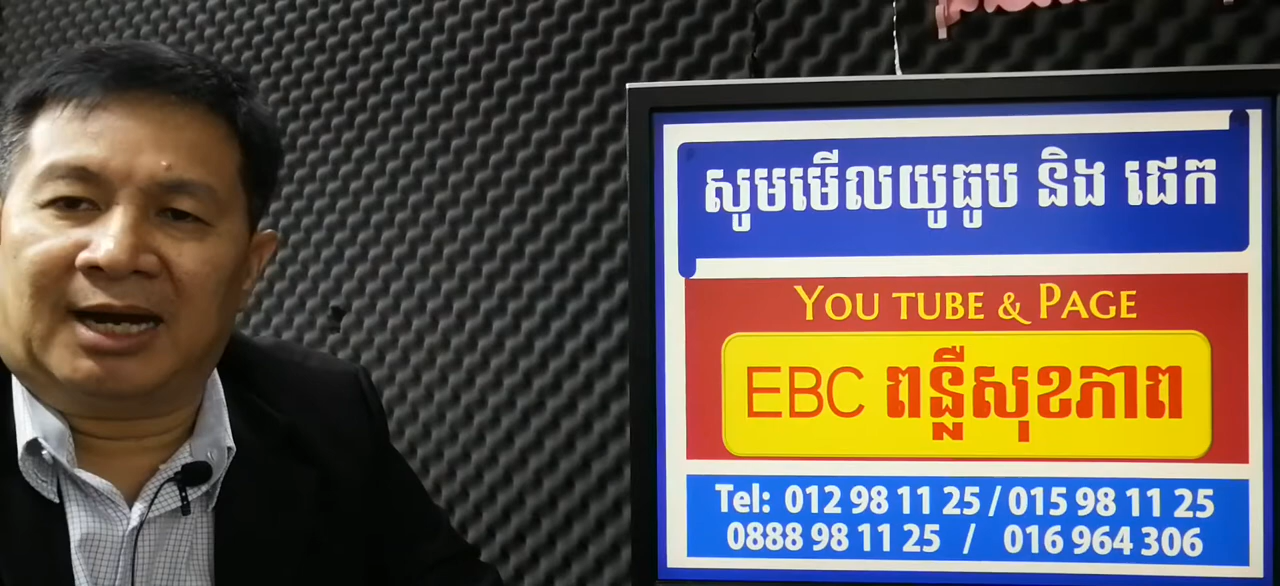 សូមមើលយូធូប និង ផេក
YOU TUBE & PAGE
EBC ពន្លឺសុខភាព
Tel: 012 98 11 25 / 015 98 11 25
0888 98 11 25 / 016 964 306